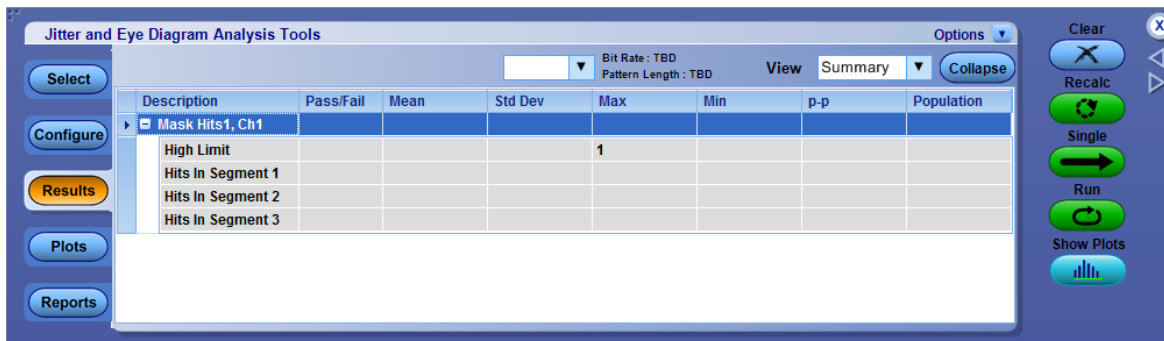 Jitter and Eye Diagram Analysis Tools
Options
Clear
X
Select
Bit Rate : TBD
Pattern Length : TBD
View
Summary
Collapse
Recalc
Description Pass/Fail Mean Std Dev Max Min p-p Population
Configure
Mask Hits1, Ch1
Single
High Limit 1
Hits In Segment 1
Results
Hits In Segment 2
Run
Hits In Segment 3
Plots
Show Plots
Reports